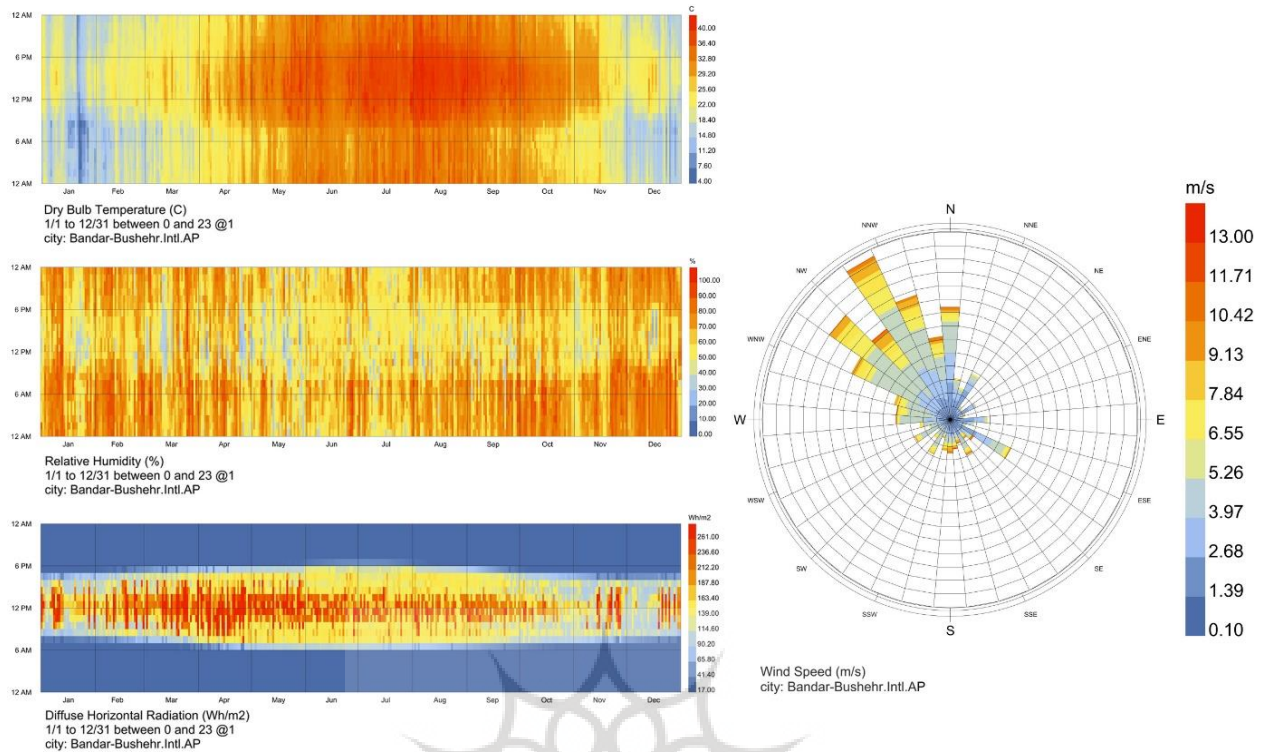 C
12 AM
6 PM
12 PM
6 AM
12 AM
40.00
36.40
32.80
29.20
25.60
22.00
18.40
14.80
11.20
7.60
4.00
Jan Feb Mar Apr May Jun Jul Aug Sep Oct Nov Dec
Dry Bulb Temperature (C)
1/1 to 12/31 between 0 and 23 @1
city: Bandar-Bushehr.Intl.AP
%
12 AM
6 PM
12 PM
6 AM
12 AM
100.00
90.00
80.00
70.00
60.00
50.00
40.00
30.00
20.00
10.00
0.00
Jan Feb Mar Apr May Jun Jul Aug Sep Oct Nov Dec
Relative Humidity (%)
1/1 to 12/31 between 0 and 23 @1
city: Bandar-Bushehr.Intl.AP
Wh/m2
12 AM
6 PM
12 PM
6 AM
12 AM
261.00
236.60
212.20
187.80
163.40
139.00
114.60
90.20
65.80
41.40
17.00
Jan Feb Mar Apr May Jun Jul Aug Sep Oct Nov Dec
Diffuse Horizontal Radiation (Wh/m2)
1/1 to 12/31 between 0 and 23 @1
city: Bandar-Bushehr.Intl.AP
N
NNE
NE
ENE
E
ESE
SE
SSE
S
SSW
SW
WSW
W
WNW
NW
NNW
m/s
13.00
11.71
10.42
9.13
7.84
6.55
5.26
3.97
2.68
1.39
0.10
Wind Speed (m/s)
city: Bandar-Bushehr.Intl.AP